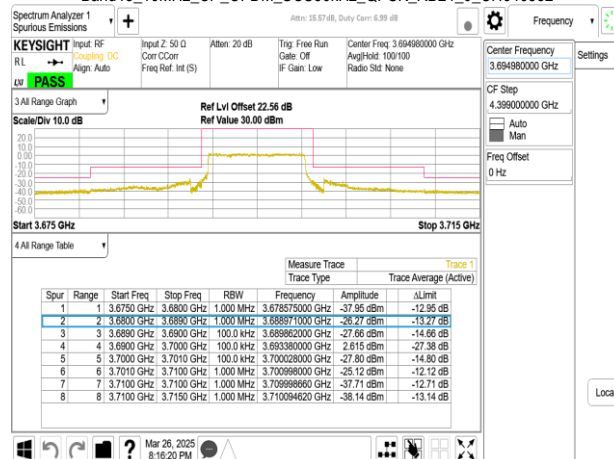 Spectrum Analyzer 1
Spurious Emissions
Attn: 15.57dB, Duty Corr: 6.99 dB
Frequency
KEYSIGHT
Input: RF
Coupling: DC
Align: Auto
Input Z: 50 Ω
Corr CCorr
Freq Ref: Int (S)
Atten: 20 dB
Trig: Free Run
Gate: Off
IF Gain: Low
Center Freq: 3.694980000 GHz
Avg|Hold: 100/100
Radio Std: None
RL
LXI PASS
Center Frequency
3.694980000 GHz
Settings
CF Step
4.399000000 GHz
Auto
Man
Freq Offset
0 Hz
3 All Range Graph
Scale/Div 10.0 dB
Ref Lvl Offset 22.56 dB
Ref Value 30.00 dBm
20.0
10.0
0.00
-10.0
-20.0
-30.0
-40.0
-50.0
-60.0
Start 3.675 GHz
Stop 3.715 GHz
4 All Range Table
Measure Trace Trace 1
Trace Type Trace Average (Active)
Spur Range Start Freq Stop Freq RBW Frequency Amplitude ΔLimit
1 1 3.6750 GHz 3.6800 GHz 1.000 MHz 3.678575000 GHz -37.95 dBm -12.95 dB
2 2 3.6800 GHz 3.6890 GHz 1.000 MHz 3.688971000 GHz -26.27 dBm -13.27 dB
3 3 3.6890 GHz 3.6900 GHz 100.0 kHz 3.689862000 GHz -27.66 dBm -14.66 dB
4 4 3.6900 GHz 3.7000 GHz 100.0 kHz 3.693380000 GHz 2.615 dBm -27.38 dB
5 5 3.7000 GHz 3.7010 GHz 100.0 kHz 3.700028000 GHz -27.80 dBm -14.80 dB
6 6 3.7010 GHz 3.7100 GHz 1.000 MHz 3.700998000 GHz -25.12 dBm -12.12 dB
7 7 3.7100 GHz 3.7100 GHz 1.000 MHz 3.709998660 GHz -37.71 dBm -12.71 dB
8 8 3.7100 GHz 3.7150 GHz 1.000 MHz 3.710094620 GHz -38.14 dBm -13.14 dB
Loca
Mar 26, 2025
8:16:20 PM